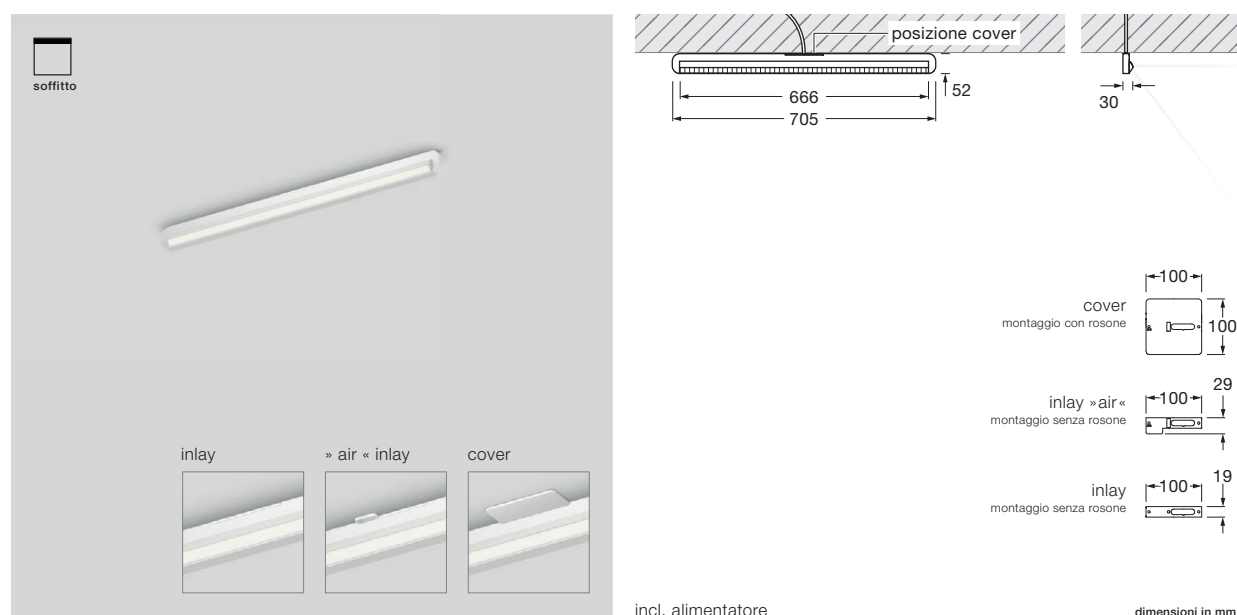 soffitto
inlay
» air « inlay
cover
posizione cover
666
52
705
30
100
cover
montaggio con rosone
100
29
inlay »air«
100
montaggio senza rosone
19
inlay
100
montaggio senza rosone
incl. alimentatore
dimensioni in mm